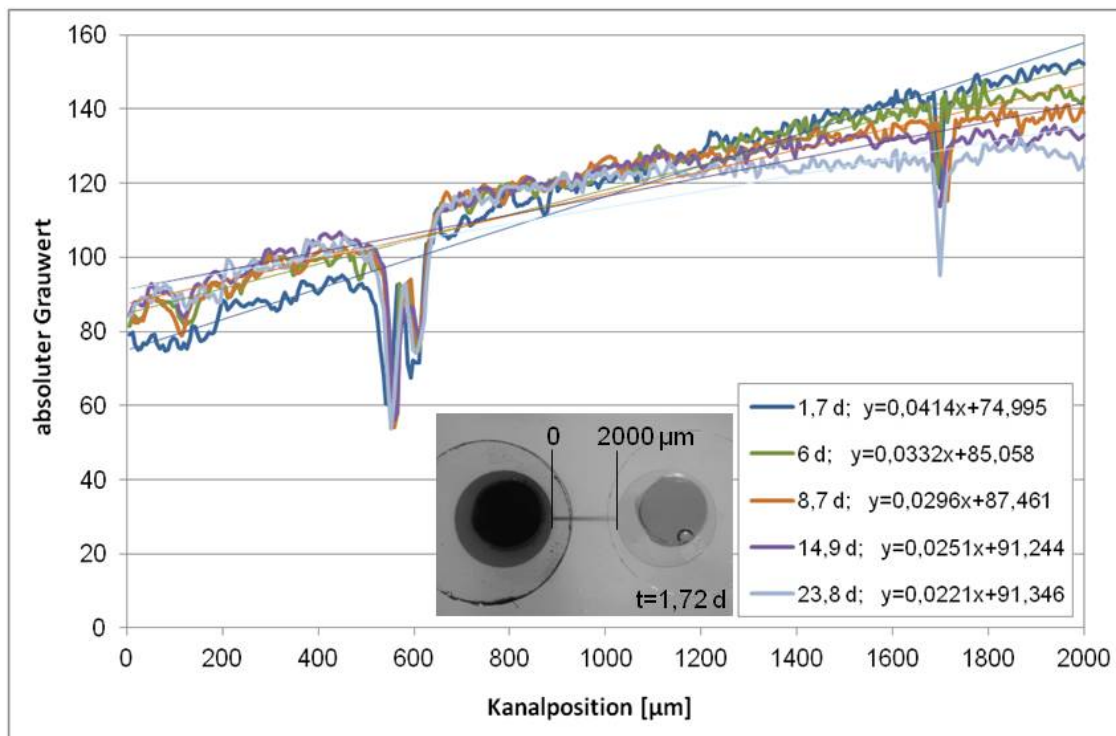 absoluter Grauwert
160
140
120
100
80
60
40
20
0
0 200 400 600 800 1000 1200 1400 1600 1800 2000
Kanalposition [µm]
0 2000 µm
t=1,72 d
1,7 d; y=0,0414x+74,995
6 d; y=0,0332x+85,058
8,7 d; y=0,0296x+87,461
14,9 d; y=0,0251x+91,244
23,8 d; y=0,0221x+91,346